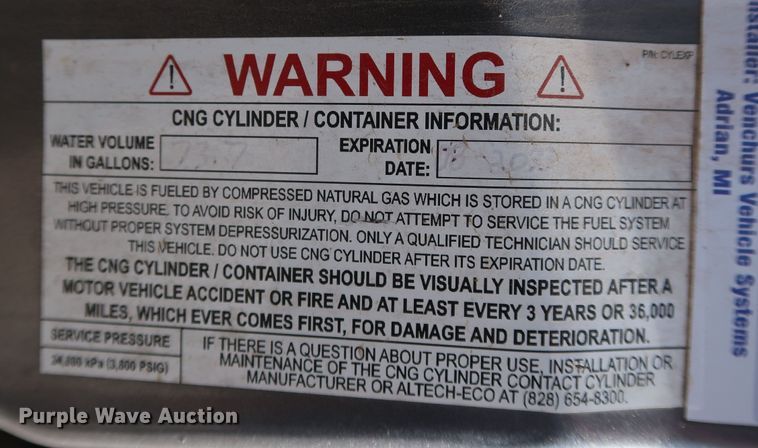 P/N: CYLEXP
WARNING
CNG CYLINDER / CONTAINER INFORMATION:
WATER VOLUME
IN GALLONS: 73.7
EXPIRATION
DATE:
THIS VEHICLE IS FUELED BY COMPRESSED NATURAL GAS WHICH IS STORED IN A CNG CYLINDER AT
HIGH PRESSURE. TO AVOID RISK OF INJURY, DO NOT ATTEMPT TO SERVICE THE FUEL SYSTEM
WITHOUT PROPER SYSTEM DEPRESSURIZATION. ONLY A QUALIFIED TECHNICIAN SHOULD SERVICE
THIS VEHICLE. DO NOT USE CNG CYLINDER AFTER ITS EXPIRATION DATE.
THE CNG CYLINDER / CONTAINER SHOULD BE VISUALLY INSPECTED AFTER A
MOTOR VEHICLE ACCIDENT OR FIRE AND AT LEAST EVERY 3 YEARS OR 36,000
MILES, WHICH EVER COMES FIRST, FOR DAMAGE AND DETERIORATION.
SERVICE PRESSURE
kPa (3,600 PSIG)
IF THERE IS A QUESTION ABOUT PROPER USE, INSTALLATION OR
MAINTENANCE OF THE CNG CYLINDER CONTACT CYLINDER
MANUFACTURER OR ALTECH-ECO AT (828) 654-8300.
Installer: Venchurs Vehicle Systems
Adrian, MI
Purple Wave Auction